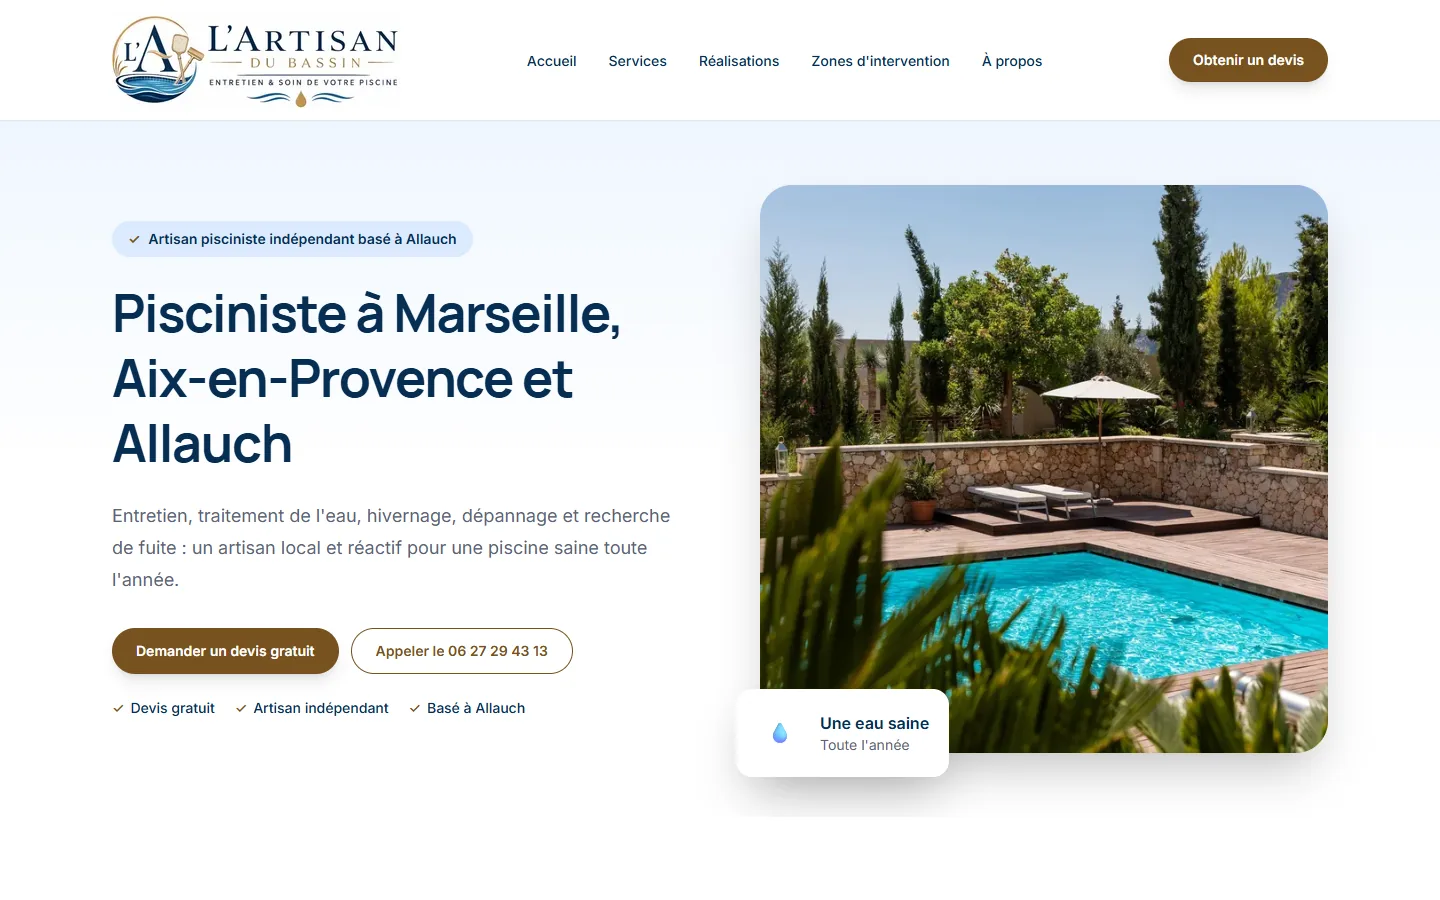 L'A
L'ARTISAN
DU BASSIN
ENTRETIEN & SOIN DE VOTRE PISCINE
Accueil
Services
Réalisations
Zones d'intervention
À propos
Obtenir un devis
Artisan pisciniste indépendant basé à Allauch
Pisciniste à Marseille,
Aix-en-Provence et
Allauch
Entretien, traitement de l'eau, hivernage, dépannage et recherche
de fuite : un artisan local et réactif pour une piscine saine toute
l'année.
Demander un devis gratuit
Appeler le 06 27 29 43 13
Devis gratuit
Artisan indépendant
Basé à Allauch
Une eau saine
Toute l'année